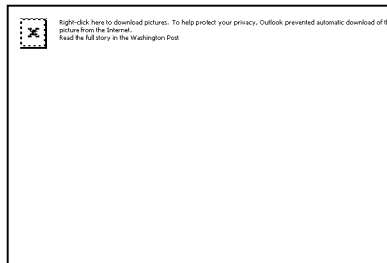 Right-click here to download pictures. To help protect your privacy, Outlook prevented automatic download of
picture from the Internet.
Read the full story in the Washington Post